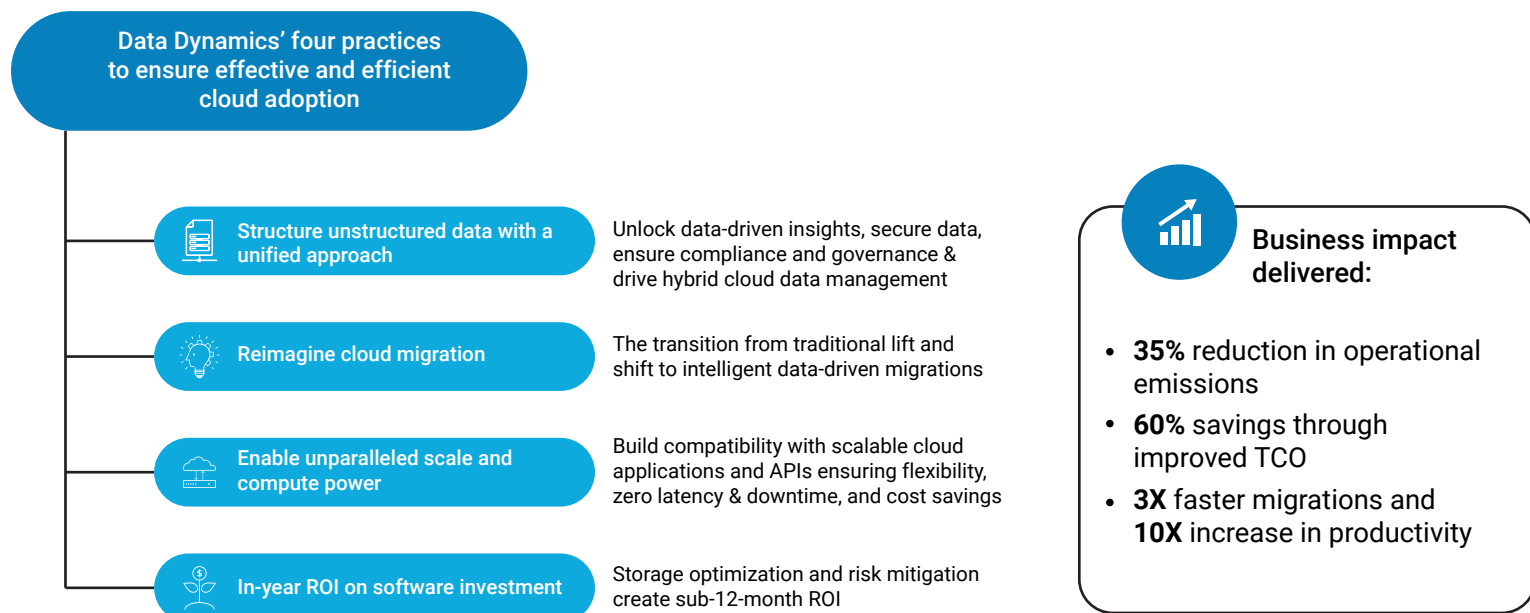 Data Dynamics’ four practices
to ensure effective and efficient
cloud adoption
Structure unstructured data with a
unified approach
Unlock data-driven insights, secure data,
ensure compliance and governance &
drive hybrid cloud data management
Reimagine cloud migration
The transition from traditional lift and
shift to intelligent data-driven migrations
Enable unparalleled scale and
compute power
Build compatibility with scalable cloud
applications and APIs ensuring flexibility,
zero latency & downtime, and cost savings
$
In-year ROI on software investment
Storage optimization and risk mitigation
create sub-12-month ROI
Business impact
delivered:
• 35% reduction in operational
emissions
• 60% savings through
improved TCO
• 3X faster migrations and
10X increase in productivity